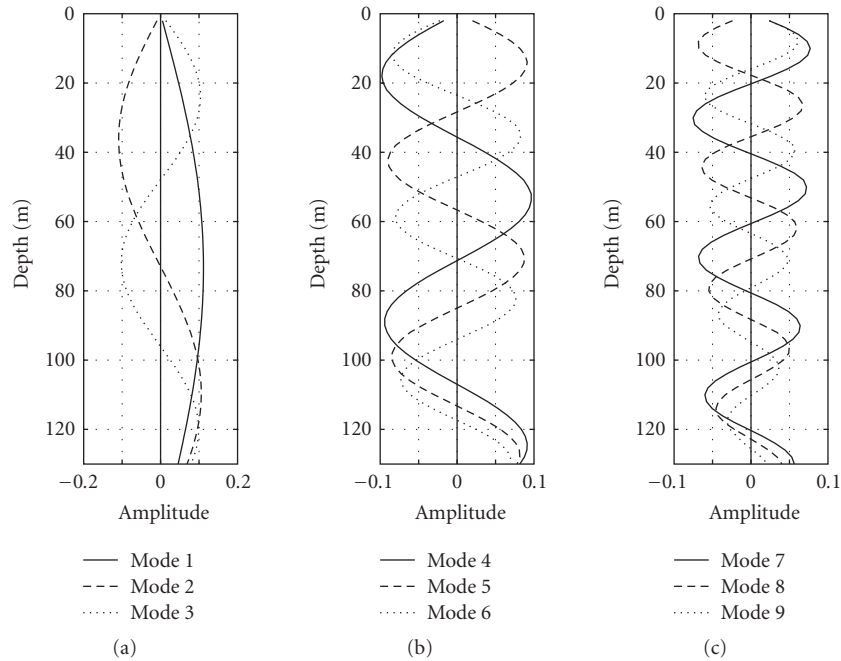 0
20
40
60
80
100
120
Depth (m)
−0.2 0 0.2
Amplitude
Mode 1
Mode 2
Mode 3
(a)
0
20
40
60
80
100
120
Depth (m)
−0.1 0 0.1
Amplitude
Mode 4
Mode 5
Mode 6
(b)
0
20
40
60
80
100
120
Depth (m)
−0.1 0 0.1
Amplitude
Mode 7
Mode 8
Mode 9
(c)